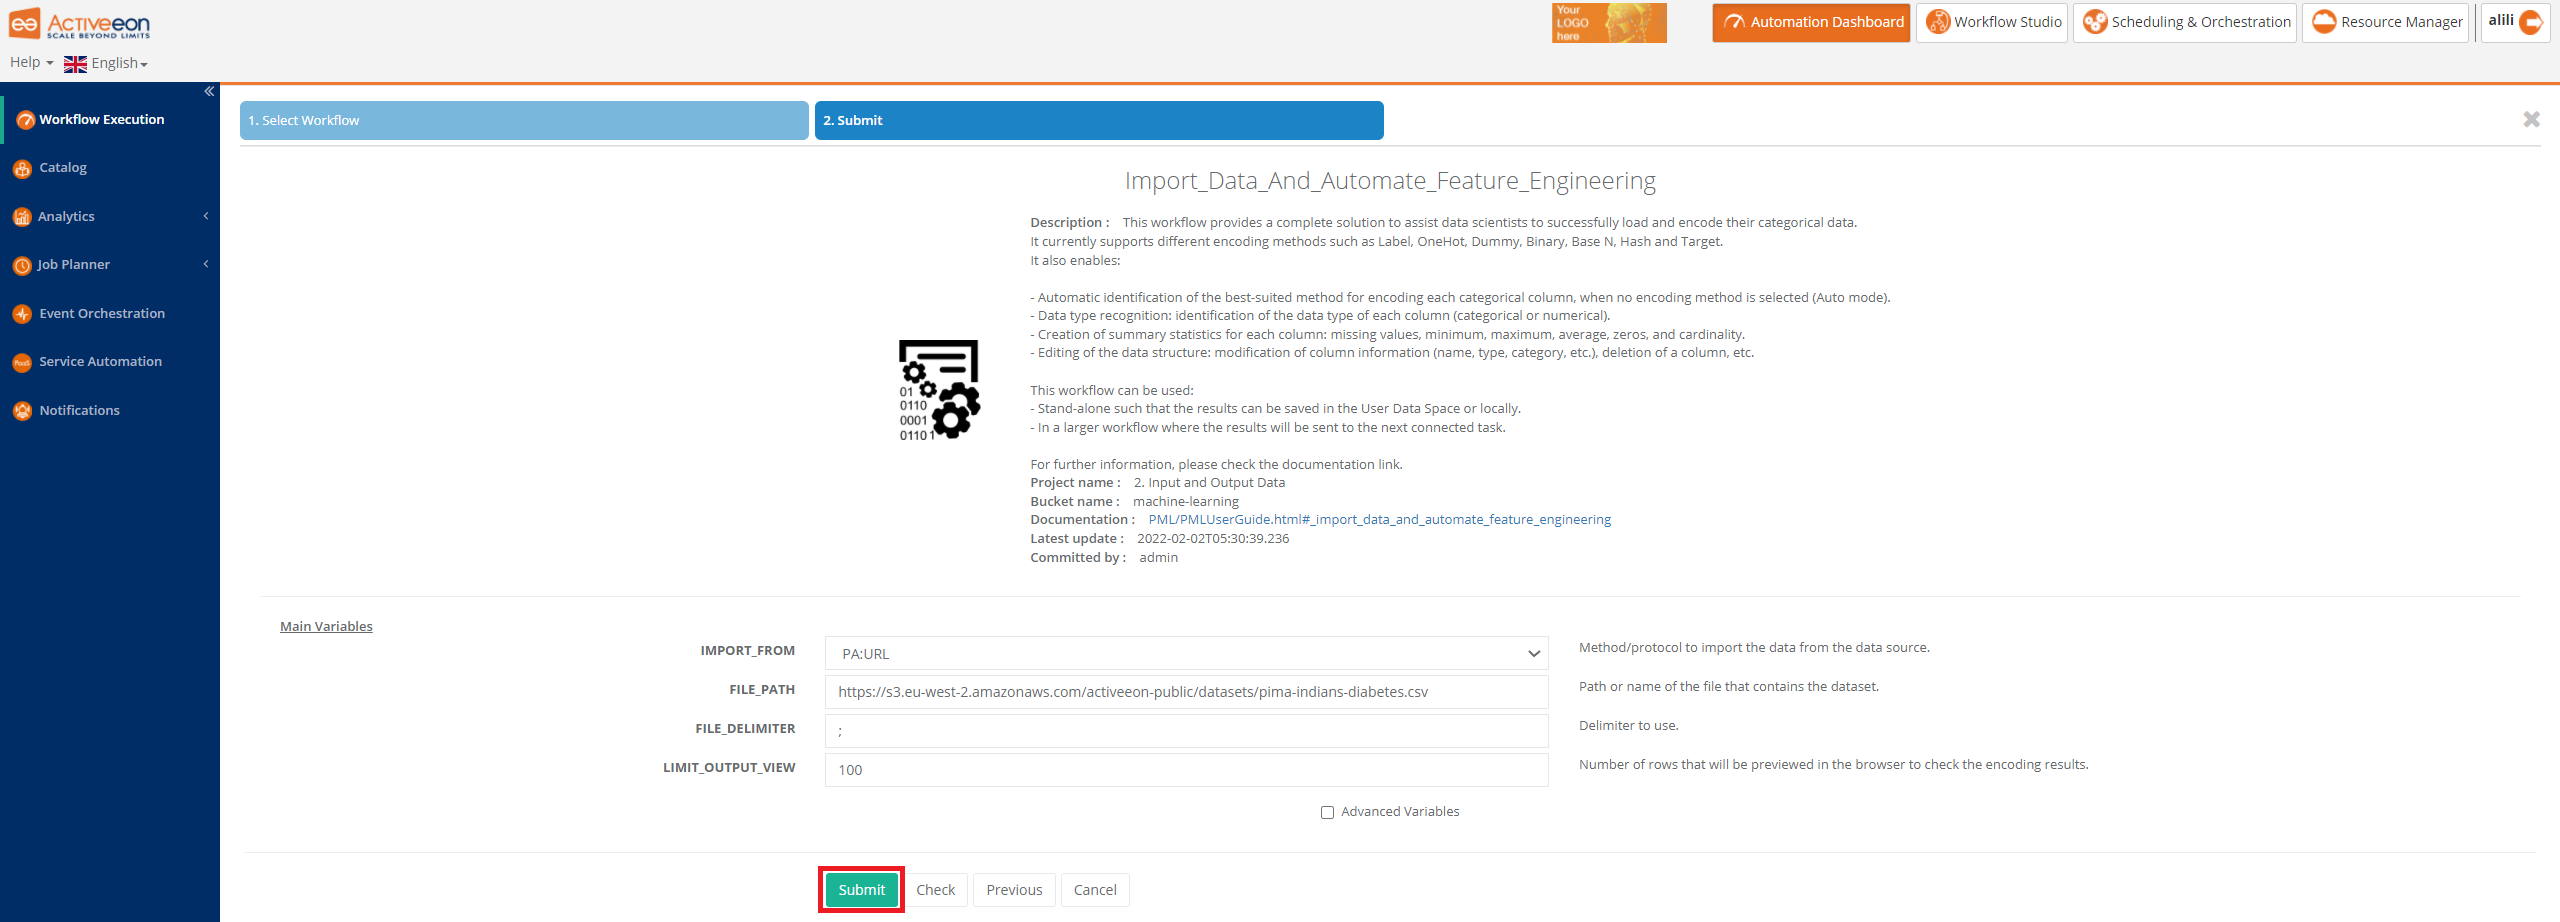 Activeeon
SCALE BEYOND LIMITS
Your
LOGO
here
Automation Dashboard
Workflow Studio
Scheduling & Orchestration
Resource Manager
alili
Help
English
Workflow Execution
Catalog
Analytics
Job Planner
Event Orchestration
Service Automation
Notifications
1. Select Workflow
2. Submit
Import_Data_And_Automate_Feature_Engineering
Description : This workflow provides a complete solution to assist data scientists to successfully load and encode their categorical data.
It currently supports different encoding methods such as Label, OneHot, Dummy, Binary, Base N, Hash and Target.
It also enables:
- Automatic identification of the best-suited method for encoding each categorical column, when no encoding method is selected (Auto mode).
- Data type recognition: identification of the data type of each column (categorical or numerical).
- Creation of summary statistics for each column: missing values, minimum, maximum, average, zeros, and cardinality.
- Editing of the data structure: modification of column information (name, type, category, etc.), deletion of a column, etc.
01
0110
0001
01101
This workflow can be used:
- Stand-alone such that the results can be saved in the User Data Space or locally.
- In a larger workflow where the results will be sent to the next connected task.
For further information, please check the documentation link.
Project name : 2. Input and Output Data
Bucket name : machine-learning
Documentation : PML/PMLUserGuide.html#_import_data_and_automate_feature_engineering
Latest update : 2022-02-02T05:30:39.236
Committed by : admin
Main Variables
IMPORT_FROM PA:URL Method/protocol to import the data from the data source.
FILE_PATH https://s3.eu-west-2.amazonaws.com/activeeon-public/datasets/pima-indians-diabetes.csv Path or name of the file that contains the dataset.
FILE_DELIMITER ; Delimiter to use.
LIMIT_OUTPUT_VIEW 100 Number of rows that will be previewed in the browser to check the encoding results.
Advanced Variables
Submit Check Previous Cancel